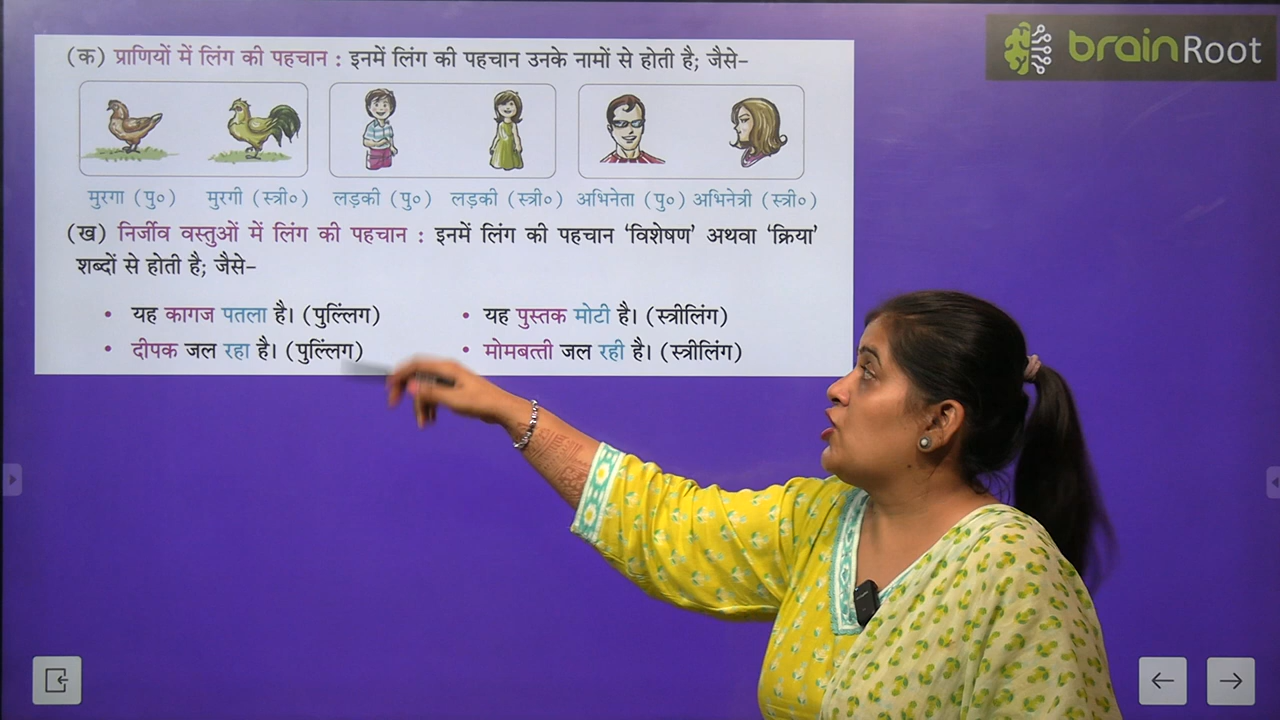 brainRoot
(क) प्राणियों में लिंग की पहचान : इनमें लिंग की पहचान उनके नामों से होती है; जैसे–
मुरगा (पु०) मुरगी (स्त्री०) लड़की (पु०) लड़की (स्त्री०) अभिनेता (पु०) अभिनेत्री (स्त्री०)
(ख) निर्जीव वस्तुओं में लिंग की पहचान : इनमें लिंग की पहचान ‘विशेषण’ अथवा ‘क्रिया’
शब्दों से होती है; जैसे–
• यह कागज पतला है। (पुल्लिंग) • यह पुस्तक मोटी है। (स्त्रीलिंग)
• दीपक जल रहा है। (पुल्लिंग) • मोमबत्ती जल रही है। (स्त्रीलिंग)